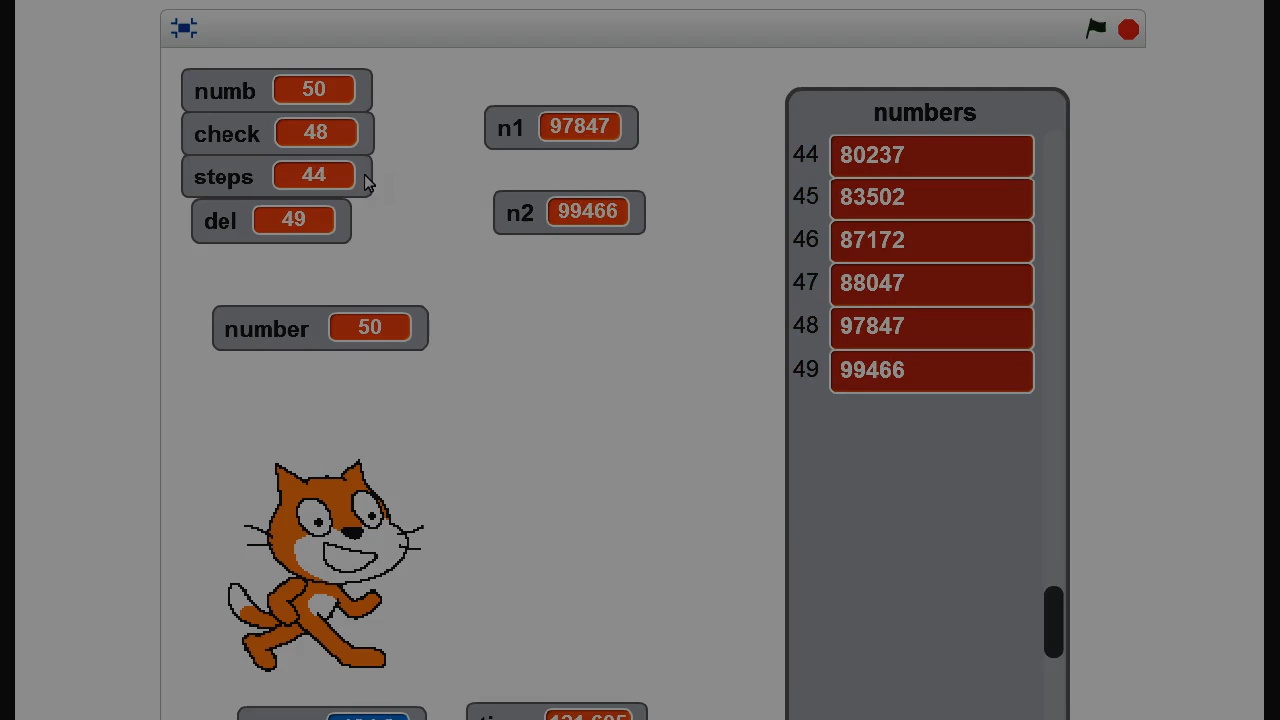 numb 50
check 48
steps 44
del 49
n1 97847
n2 99466
number 50
numbers
44 80237
45 83502
46 87172
47 88047
48 97847
49 99466